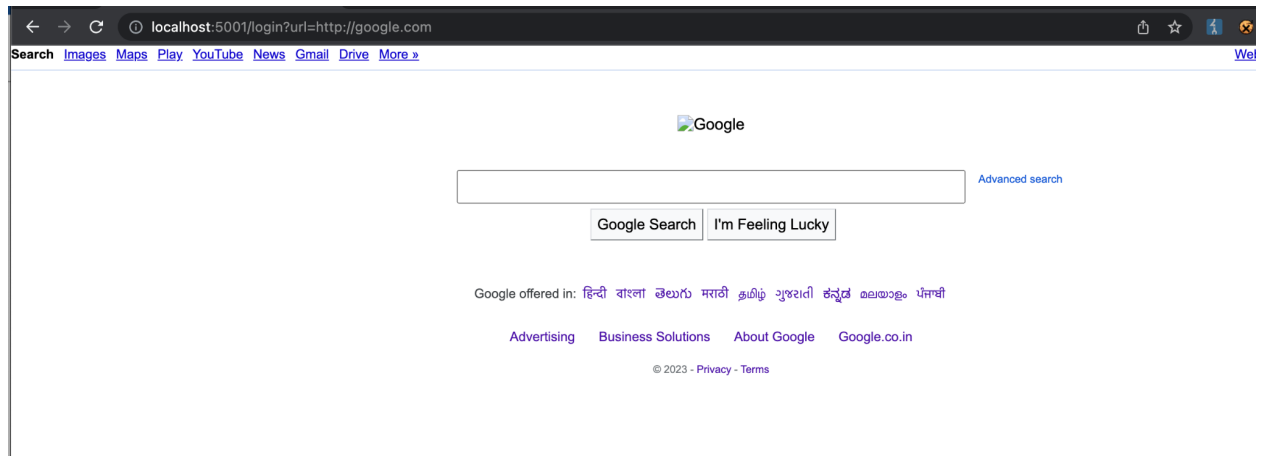 localhost:5001/login?url=http://google.com
Search Images Maps Play YouTube News Gmail Drive More »
Google
Advanced search
Google Search I'm Feeling Lucky
Google offered in: हिन्दी বাংলা తెలుగు मराठी தமிழ் ગુજરાતી ಕನ್ನಡ മലയാളം ਪੰਜਾਬੀ
Advertising Business Solutions About Google Google.co.in
© 2023 - Privacy - Terms